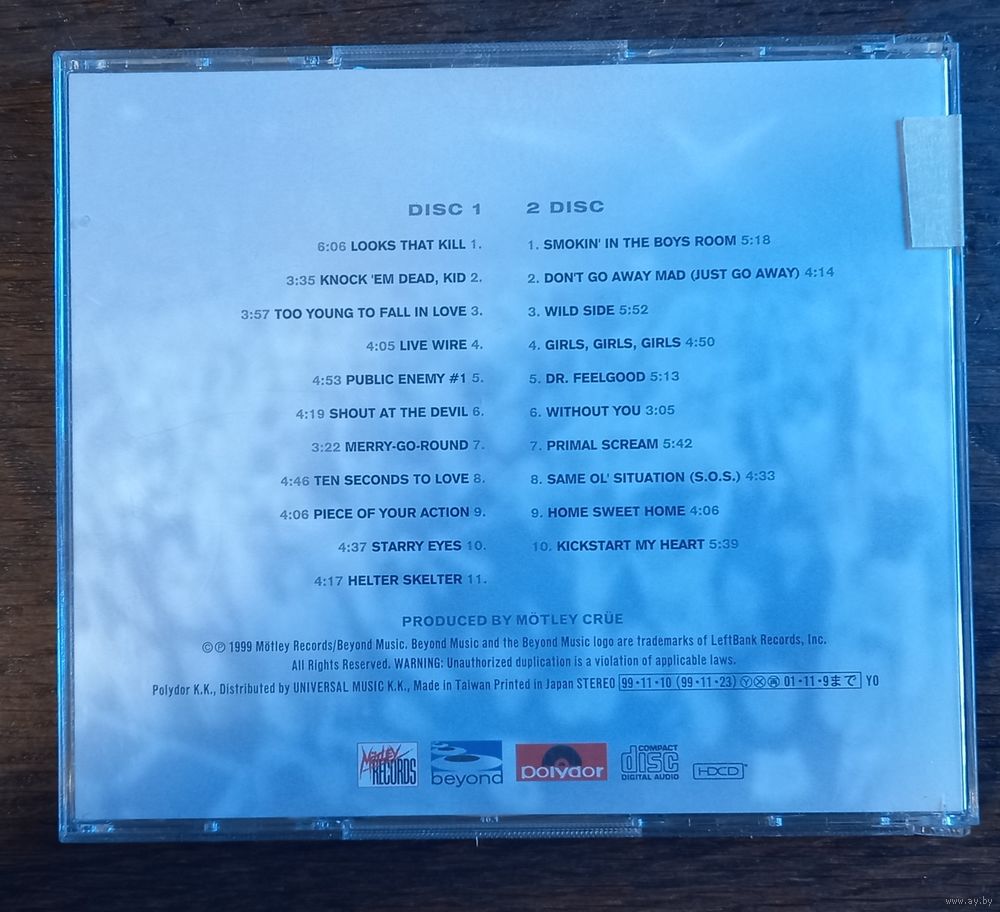 DISC 1
6:06 LOOKS THAT KILL 1.
3:35 KNOCK 'EM DEAD, KID 2.
3:57 TOO YOUNG TO FALL IN LOVE 3.
4:05 LIVE WIRE 4.
4:53 PUBLIC ENEMY #1 5.
4:19 SHOUT AT THE DEVIL 6.
3:22 MERRY-GO-ROUND 7.
4:46 TEN SECONDS TO LOVE 8.
4:06 PIECE OF YOUR ACTION 9.
4:37 STARRY EYES 10.
4:17 HELTER SKELTER 11.
2 DISC
1. SMOKIN' IN THE BOYS ROOM 5:18
2. DON'T GO AWAY MAD (JUST GO AWAY) 4:14
3. WILD SIDE 5:52
4. GIRLS, GIRLS, GIRLS 4:50
5. DR. FEELGOOD 5:13
6. WITHOUT YOU 3:05
7. PRIMAL SCREAM 5:42
8. SAME OL' SITUATION (S.O.S.) 4:33
9. HOME SWEET HOME 4:06
10. KICKSTART MY HEART 5:39
PRODUCED BY MÖTLEY CRÜE
©℗ 1999 Mötley Records/Beyond Music. Beyond Music and the Beyond Music logo are trademarks of LeftBank Records, Inc.
All Rights Reserved. WARNING: Unauthorized duplication is a violation of applicable laws.
Polydor K.K., Distributed by UNIVERSAL MUSIC K.K., Made in Taiwan Printed in Japan STEREO 99・11・10 (99・11・23) Ⓨ Ⓧ ㊢ 01・11・9まで YO
MÖTLEY RECORDS
beyond
polydor
COMPACT disc DIGITAL AUDIO
HDCD
www.ay.by